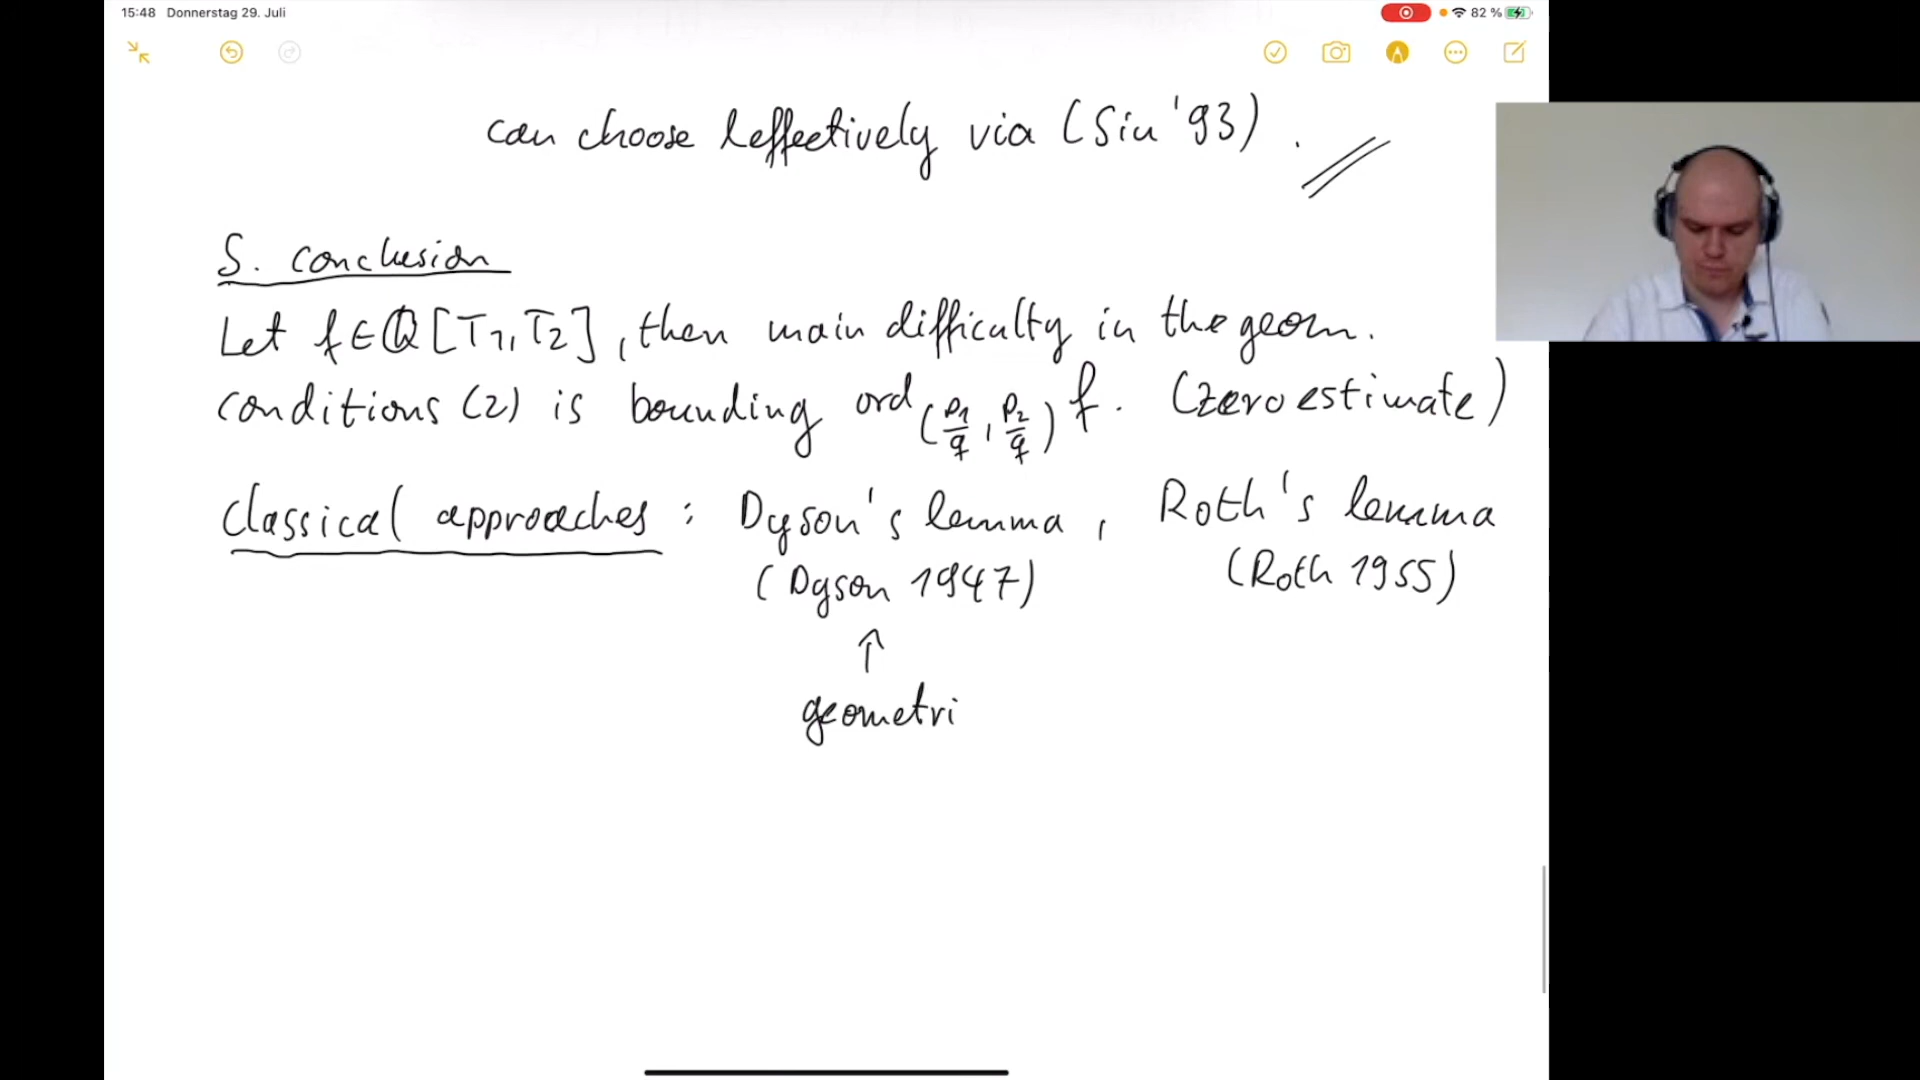 15:48 Donnerstag 29. Juli
82 %
can choose l effectively via (Siu '93).
5. conclusion
Let f ∈ ℚ[T₁, T₂], then main difficulty in the geom.
conditions (2) is bounding ord_(p₁/q, p₂/q) f. (zero estimate)
Classical approaches: Dyson's lemma, Roth's lemma
(Dyson 1947) (Roth 1955)
↑
geometri